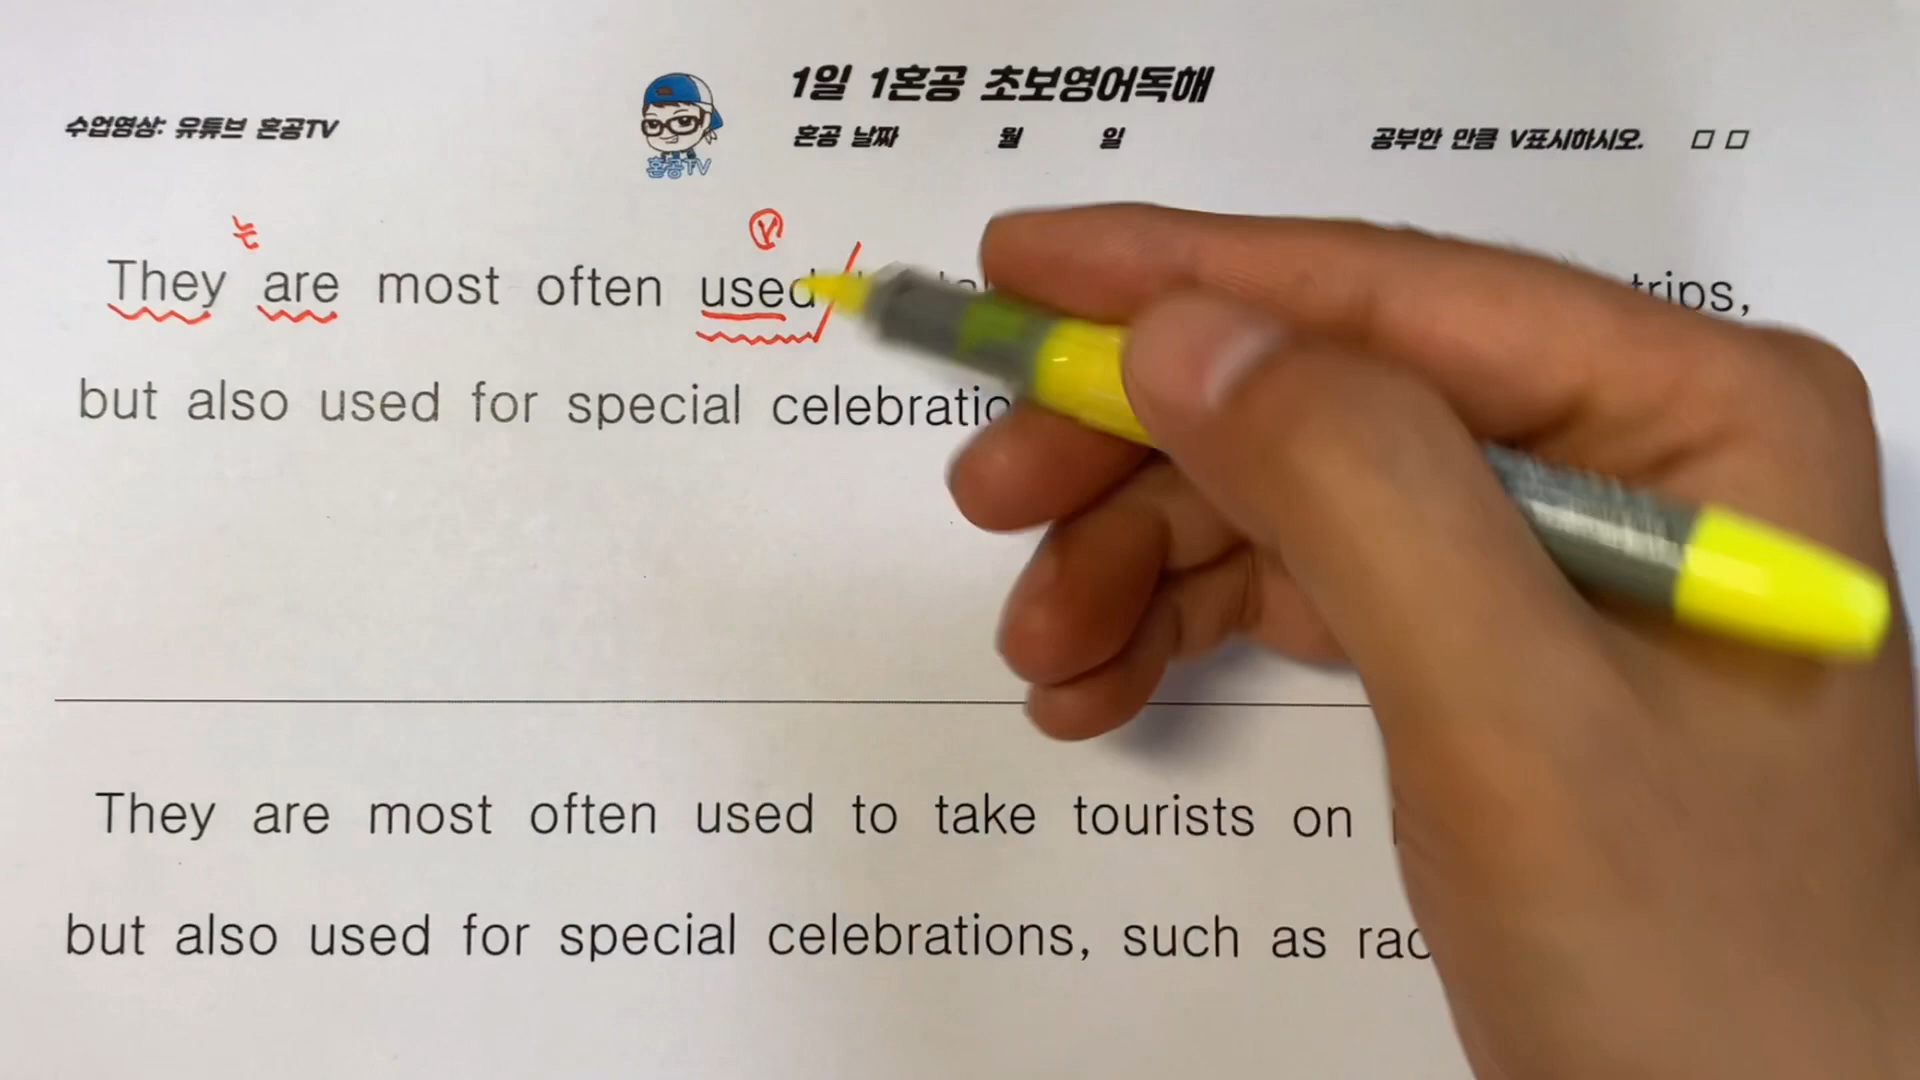 1일 1혼공 초보영어독해
수업영상: 유튜브 혼공TV
혼공 날짜 월 일
공부한 만큼 V표시하시오. □ □
혼공TV
는
V
They are most often used trips,
but also used for special
They are most often used to take tourists on
but also used for special celebrations, such as